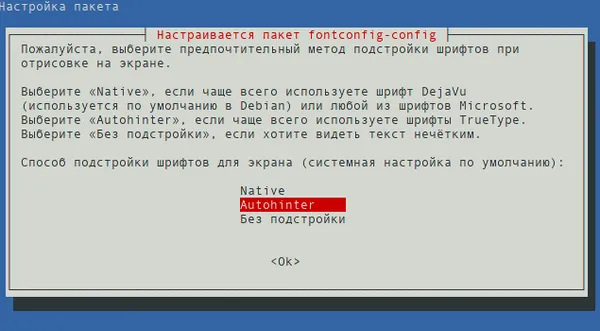 Настройка пакета
Настраивается пакет fontconfig-config
Пожалуйста, выберите предпочтительный метод подстройки шрифтов при
отрисовке на экране.
Выберите «Native», если чаще всего используете шрифт DejaVu
(используется по умолчанию в Debian) или любой из шрифтов Microsoft.
Выберите «Autohinter», если чаще всего используете шрифты TrueType.
Выберите «Без подстройки», если хотите видеть текст нечётким.
Способ подстройки шрифтов для экрана (системная настройка по умолчанию):
Native
Autohinter
Без подстройки
<Ok>